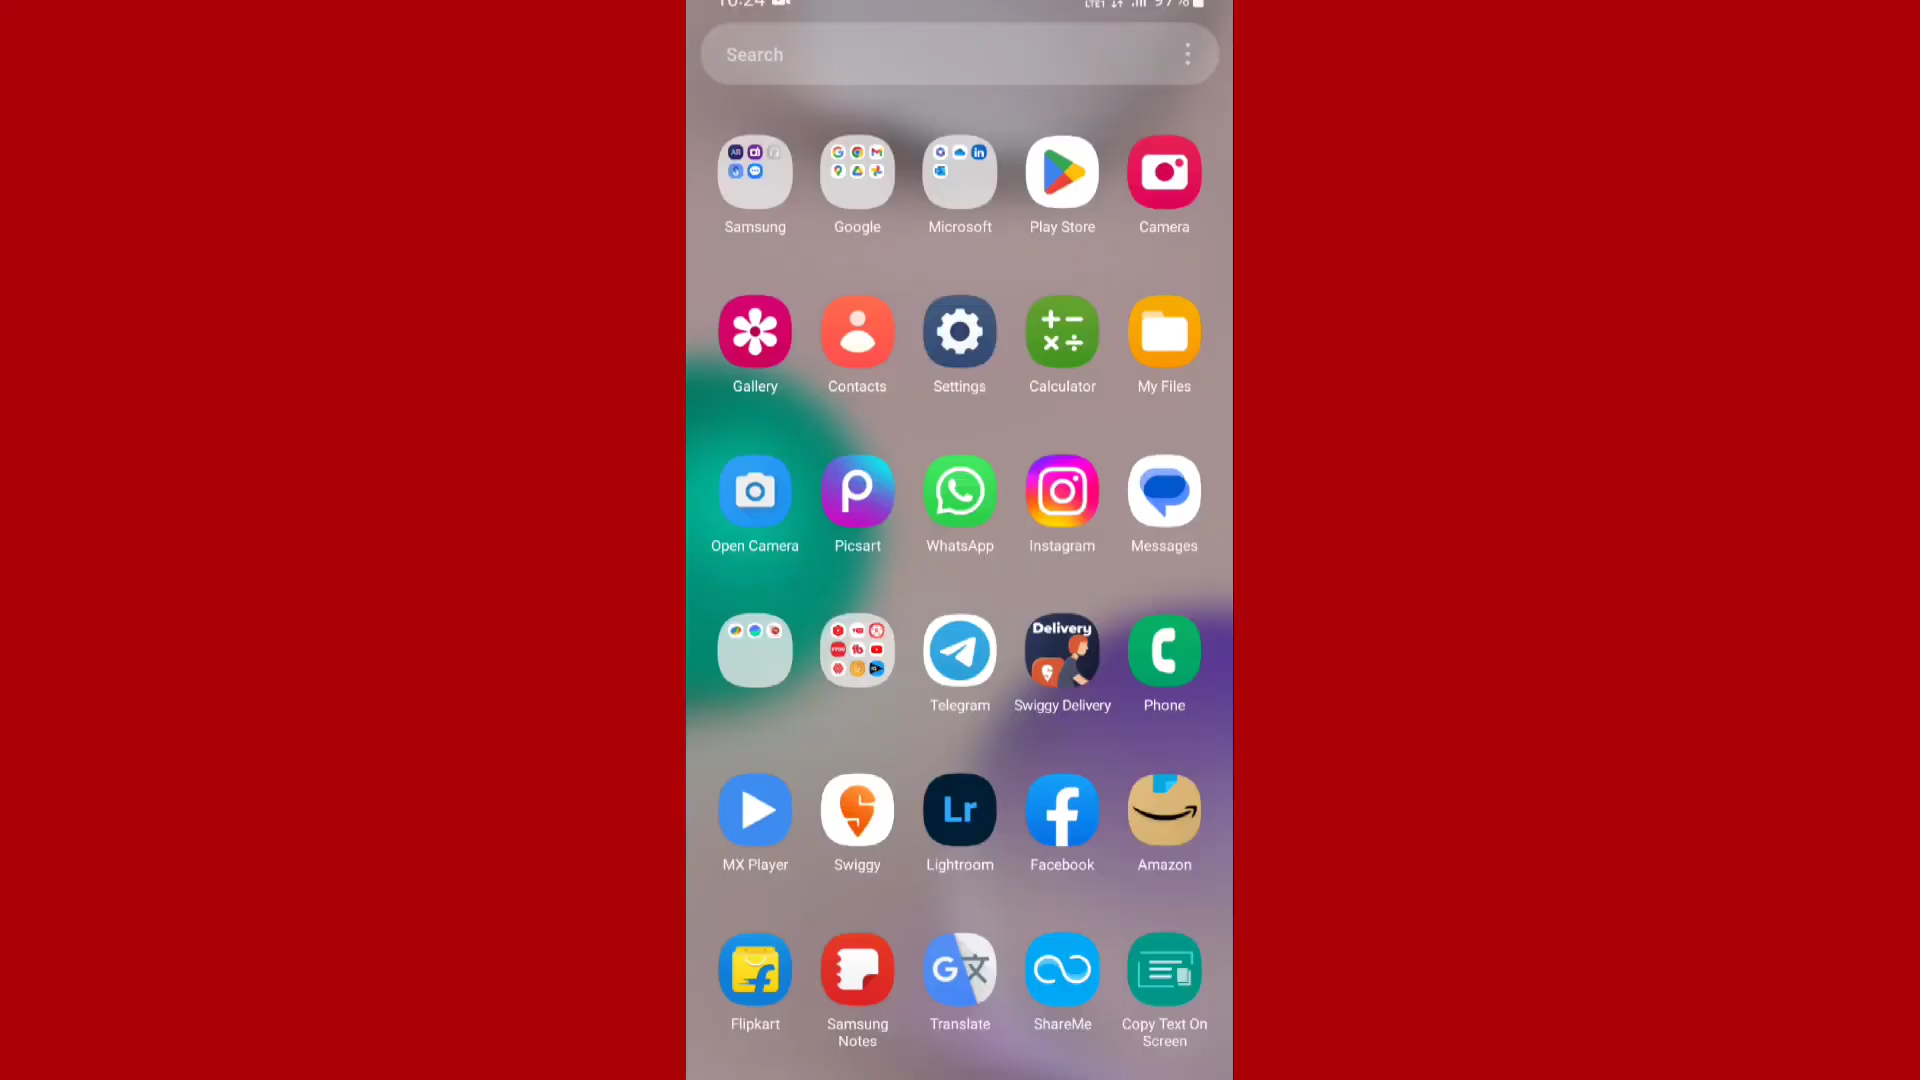 Search
Samsung Google Microsoft Play Store Camera
Gallery Contacts Settings Calculator My Files
Open Camera Picsart WhatsApp Instagram Messages
Delivery
Telegram Swiggy Delivery Phone
Lr
MX Player Swiggy Lightroom Facebook Amazon
Flipkart Samsung Notes Translate ShareMe Copy Text On Screen